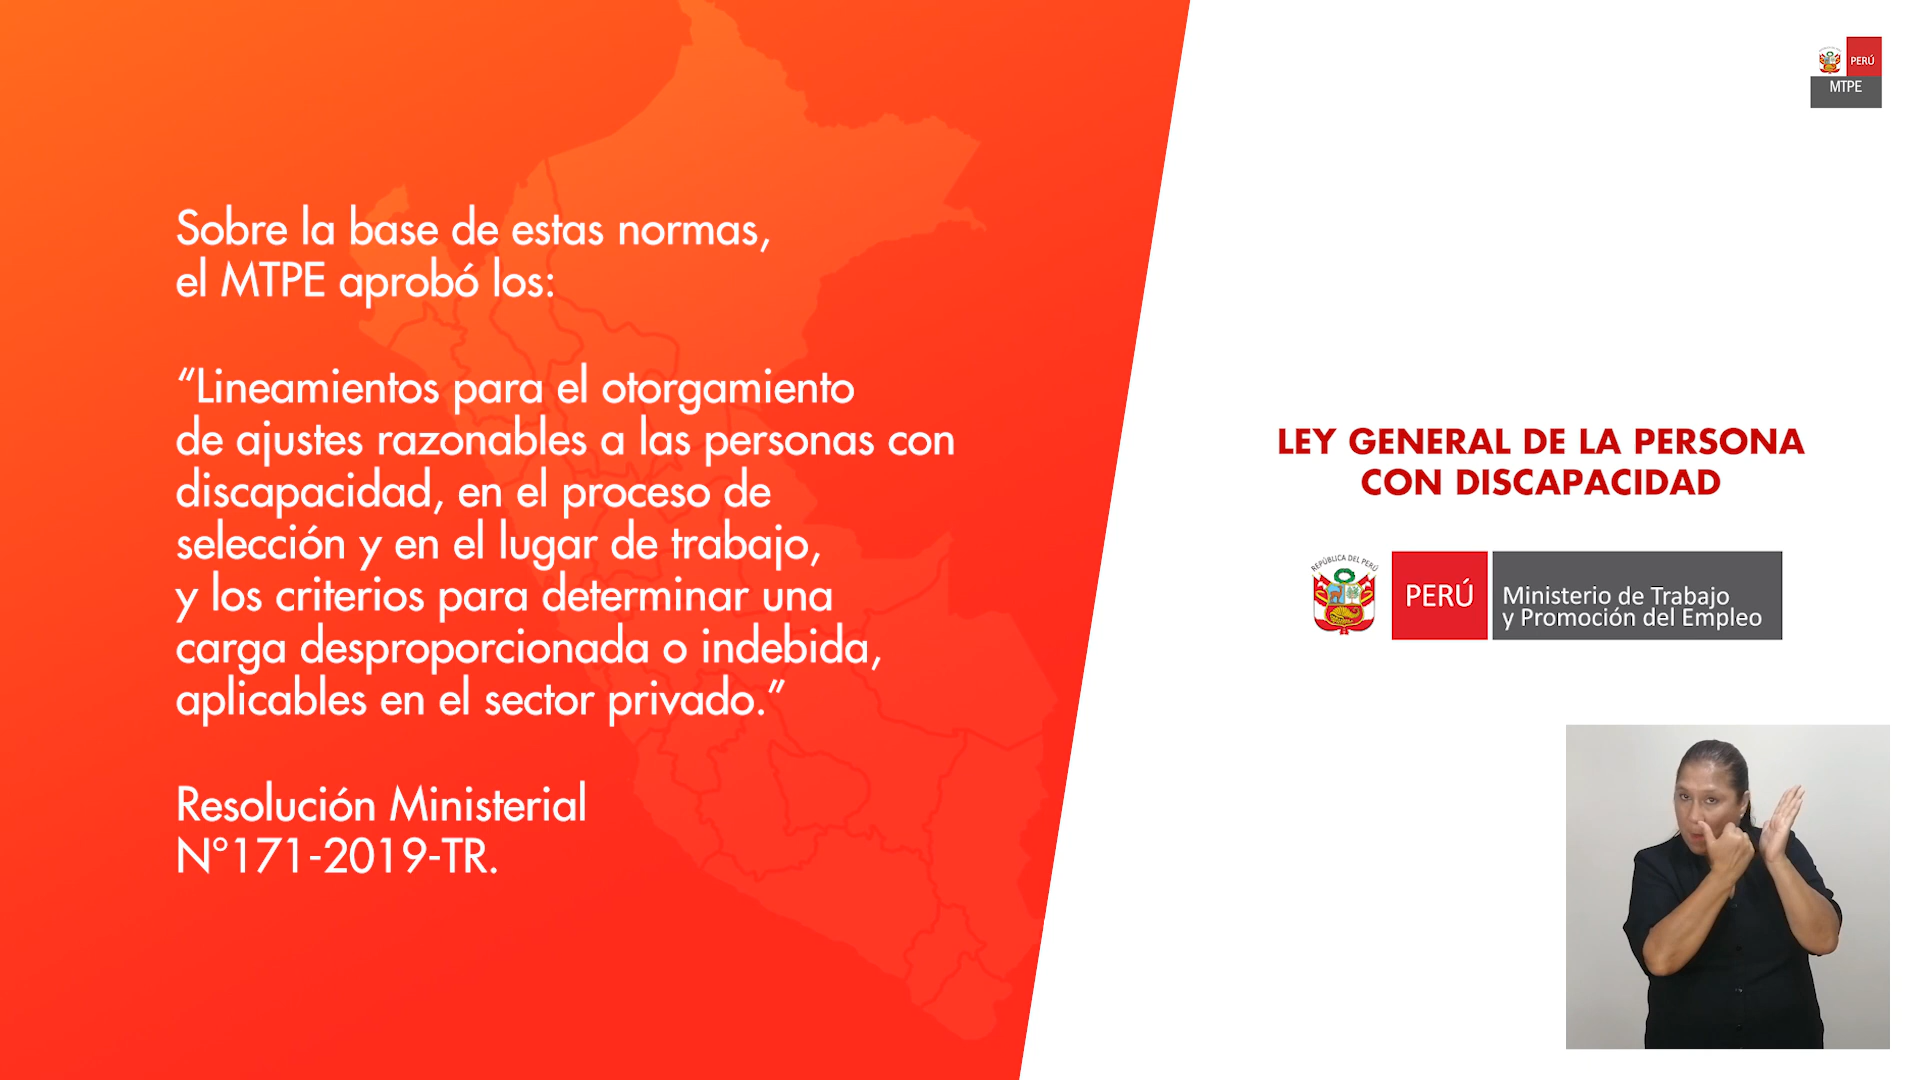 Sobre la base de estas normas,
el MTPE aprobó los:
“Lineamientos para el otorgamiento
de ajustes razonables a las personas con
discapacidad, en el proceso de
selección y en el lugar de trabajo,
y los criterios para determinar una
carga desproporcionada o indebida,
aplicables en el sector privado.”
Resolución Ministerial
N°171-2019-TR.
PERÚ
MTPE
LEY GENERAL DE LA PERSONA
CON DISCAPACIDAD
REPÚBLICA DEL PERÚ
PERÚ
Ministerio de Trabajo
y Promoción del Empleo